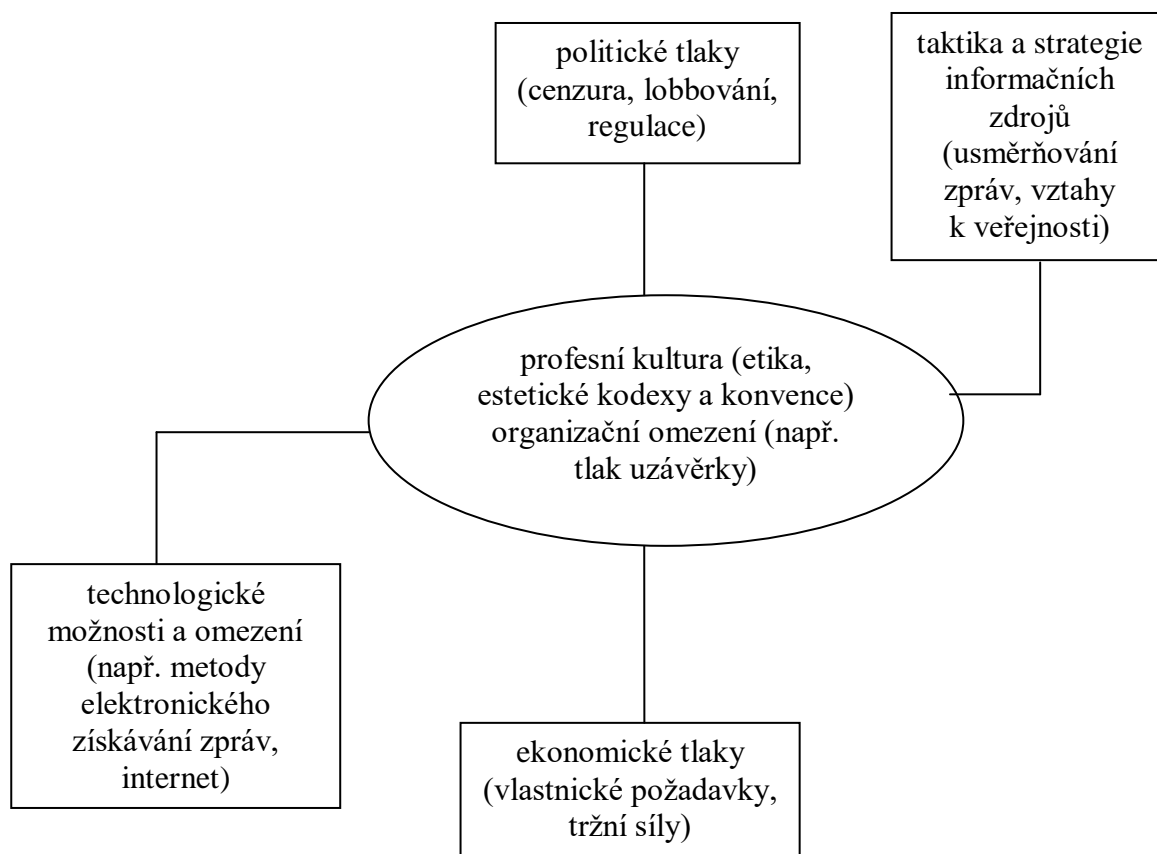 politické tlaky
(cenzura, lobbování,
regulace)
taktika a strategie
informačních
zdrojů
(usměrňování
zpráv, vztahy
k veřejnosti)
profesní kultura (etika,
estetické kodexy a konvence)
organizační omezení (např.
tlak uzávěrky)
technologické
možnosti a omezení
(např. metody
elektronického
získávání zpráv,
internet)
ekonomické tlaky
(vlastnické požadavky,
tržní síly)